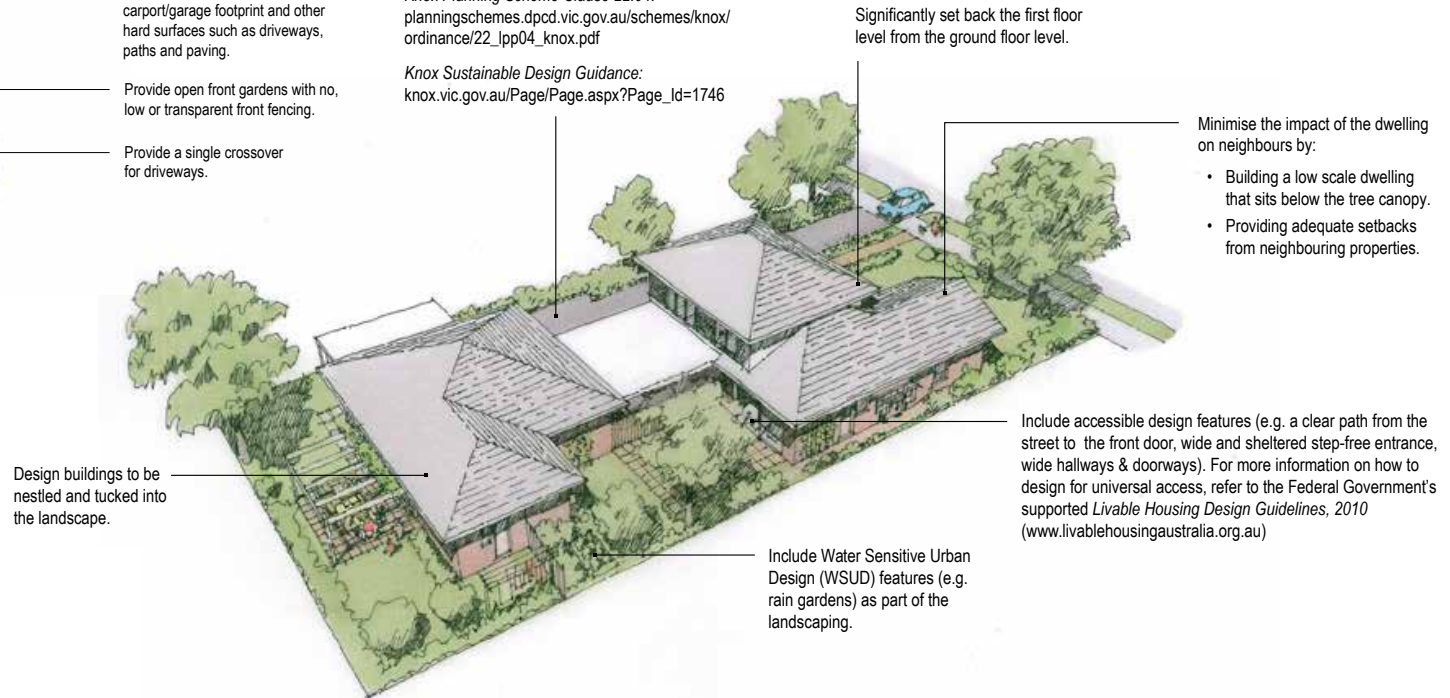 carport/garage footprint and other
hard surfaces such as driveways,
paths and paving.
Provide open front gardens with no,
low or transparent front fencing.
Provide a single crossover
for driveways.
planningschemes.dpcd.vic.gov.au/schemes/knox/
ordinance/22_lpp04_knox.pdf
Knox Sustainable Design Guidance:
knox.vic.gov.au/Page/Page.aspx?Page_Id=1746
Significantly set back the first floor
level from the ground floor level.
Minimise the impact of the dwelling
on neighbours by:
• Building a low scale dwelling
that sits below the tree canopy.
• Providing adequate setbacks
from neighbouring properties.
Design buildings to be
nestled and tucked into
the landscape.
Include accessible design features (e.g. a clear path from the
street to the front door, wide and sheltered step-free entrance,
wide hallways & doorways). For more information on how to
design for universal access, refer to the Federal Government's
supported Livable Housing Design Guidelines, 2010
(www.livablehousingaustralia.org.au)
Include Water Sensitive Urban
Design (WSUD) features (e.g.
rain gardens) as part of the
landscaping.